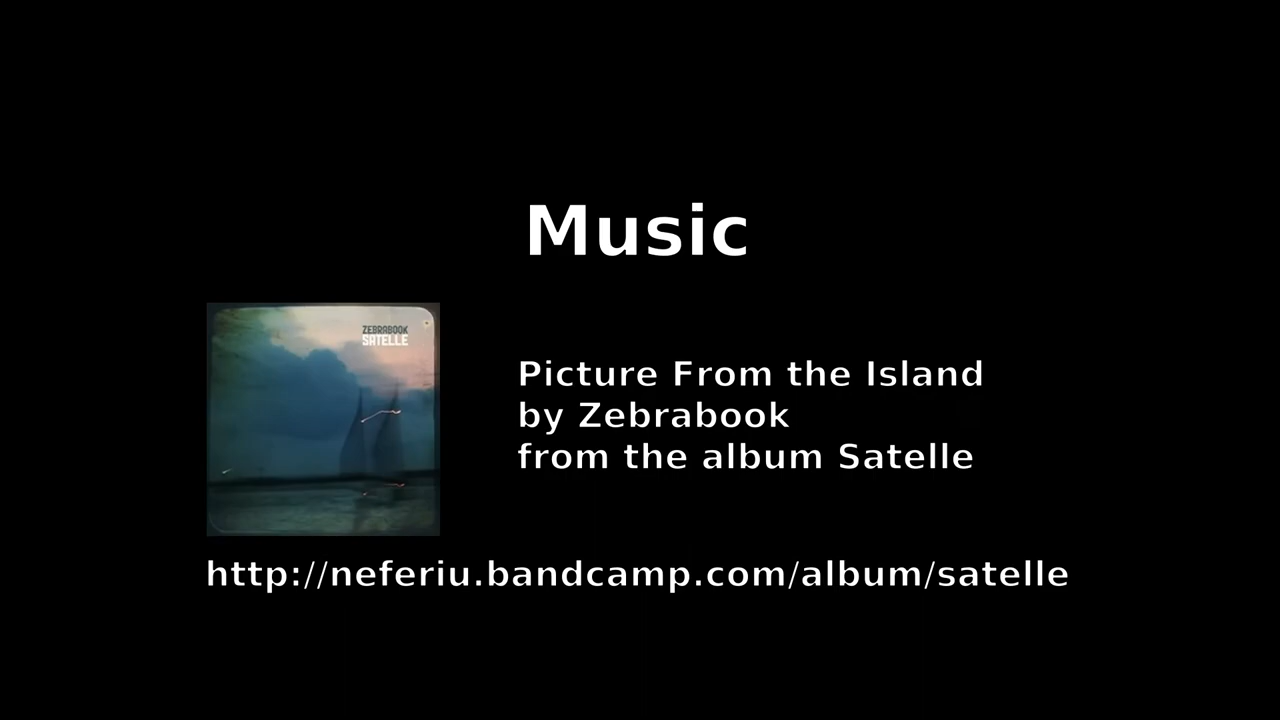 Music
ZEBRABOOK
SATELLE
Picture From the Island
by Zebrabook
from the album Satelle
http://neferiu.bandcamp.com/album/satelle